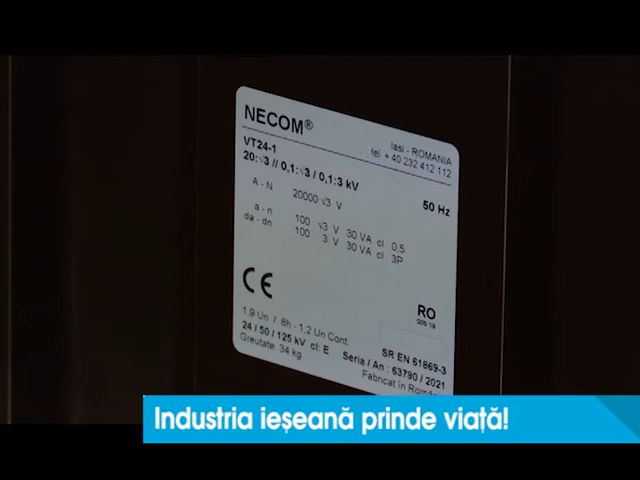 NECOM®
Iasi - ROMANIA
tel +40 232 412 112
VT24-1
20:√3 // 0,1:√3 / 0,1:3 kV
50 Hz
A - N 20000 √3 V
a - n 100 √3 V 30 VA cl 0.5
da - dn 100 3 V 30 VA cl 3P
CE
RO
1,9 Un / 8h - 1,2 Un Cont
24 / 50 / 125 kV cl: E
SR EN 61869-3
Greutate: 34 kg
Seria / An : 63790 / 2021
Fabricat în
Industria ieșeană prinde viață!